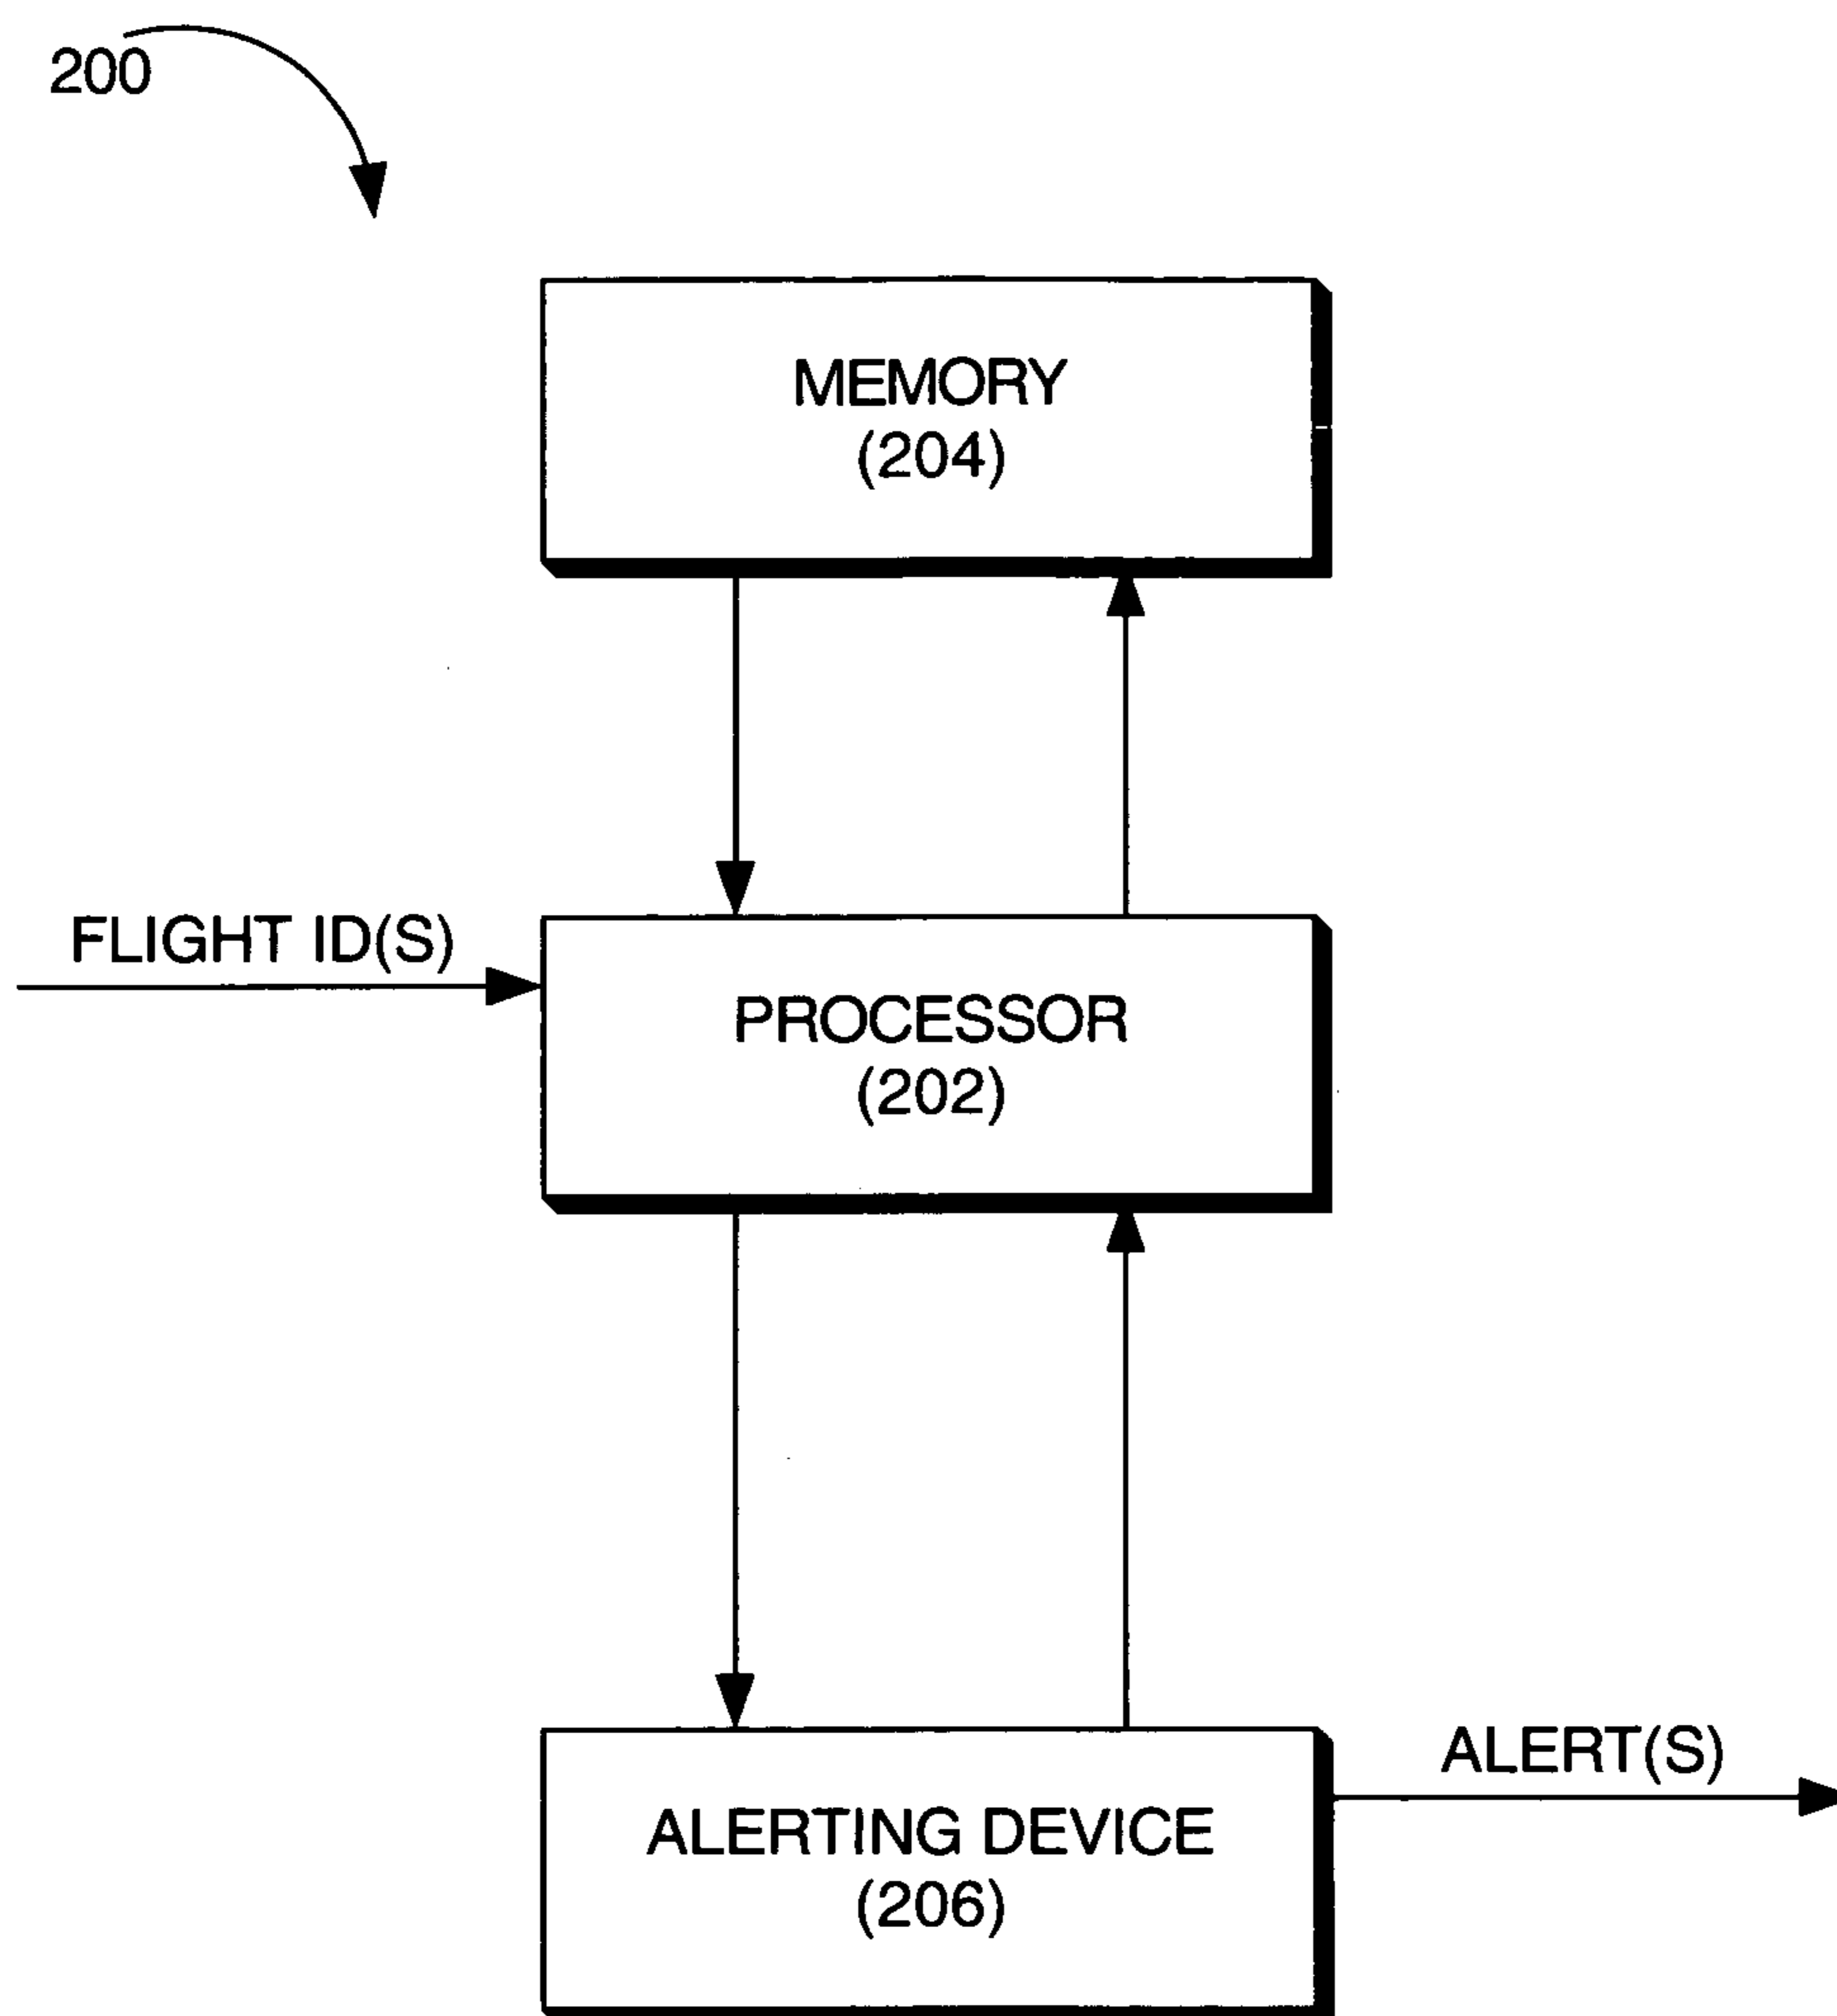 200
MEMORY
(204)
FLIGHT ID(S)
PROCESSOR
(202)
ALERT(S)
ALERTING DEVICE
(206)